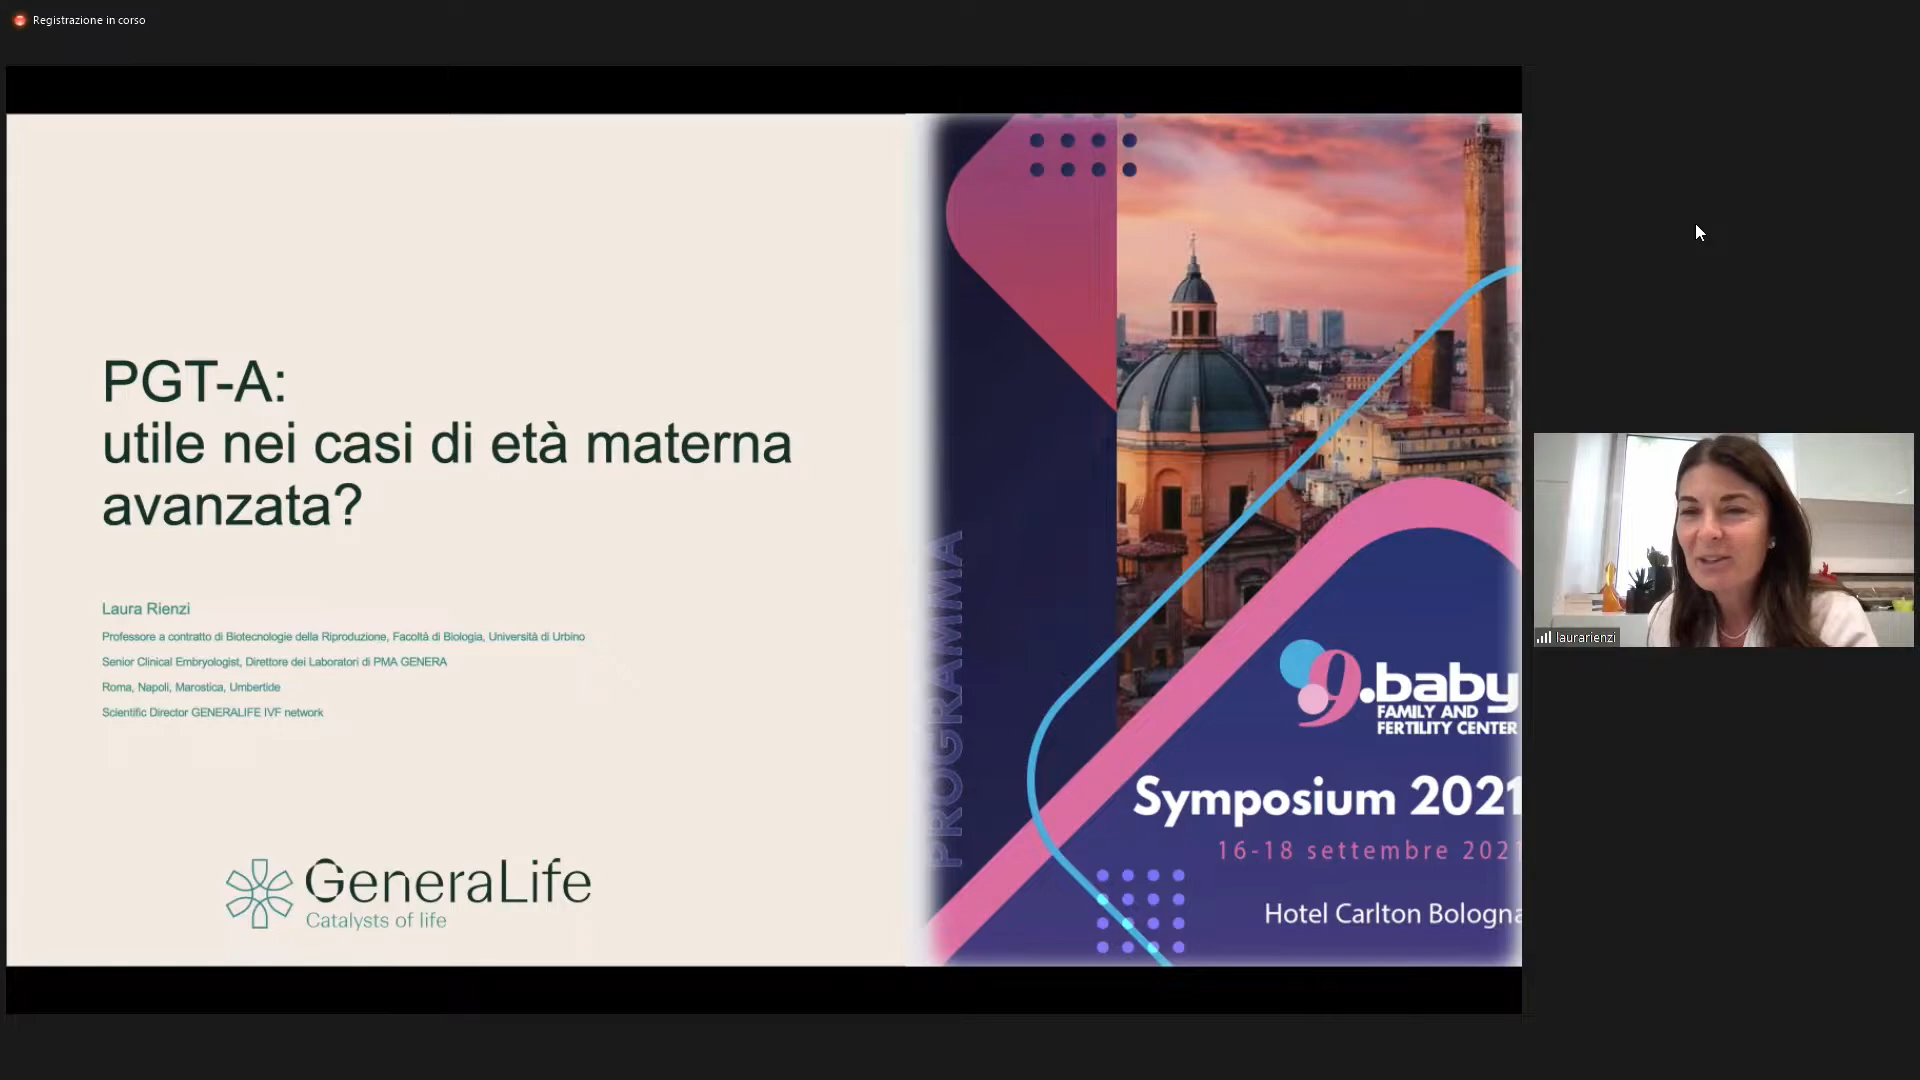 Registrazione in corso
PGT-A:
utile nei casi di età materna
avanzata?
Laura Rienzi
Professore a contratto di Biotecnologie della Riproduzione, Facoltà di Biologia, Università di Urbino
Senior Clinical Embryologist, Direttore dei Laboratori di PMA GENERA
Roma, Napoli, Marostica, Umbertide
Scientific Director GENERALIFE IVF network
GeneraLife
Catalysts of life
PROGRAMMA
9.baby
FAMILY AND
FERTILITY CENTER
Symposium 2021
16-18 settembre 2021
Hotel Carlton Bologna
laurarienzi